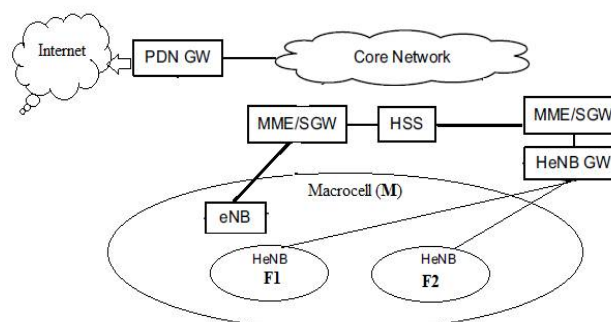 Internet
PDN GW
Core Network
MME/SGW
HSS
MME/SGW
HeNB GW
Macrocell (M)
eNB
HeNB
F1
HeNB
F2